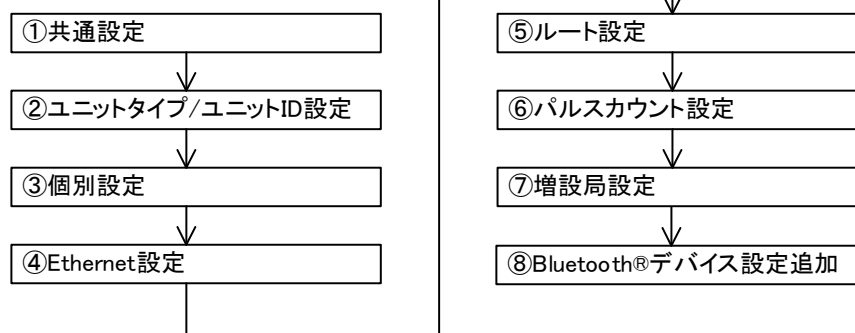 ①共通設定
②ユニットタイプ/ユニットID設定
③個別設定
④Ethernet設定
⑤ルート設定
⑥パルスカウント設定
⑦増設局設定
⑧Bluetooth®デバイス設定追加